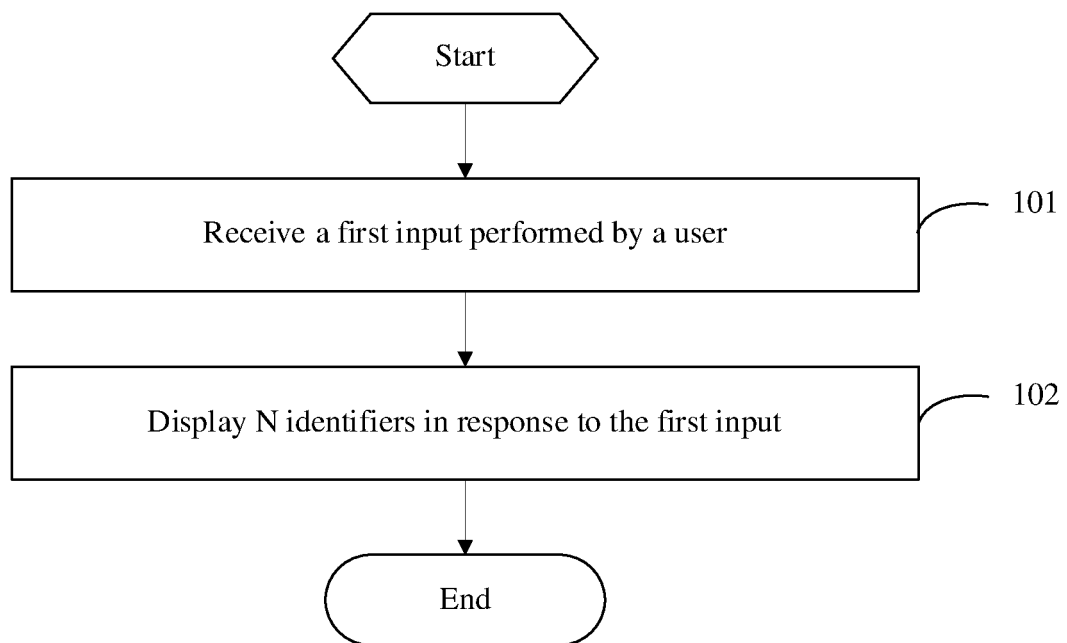 Start
Receive a first input performed by a user
101
Display N identifiers in response to the first input
102
End